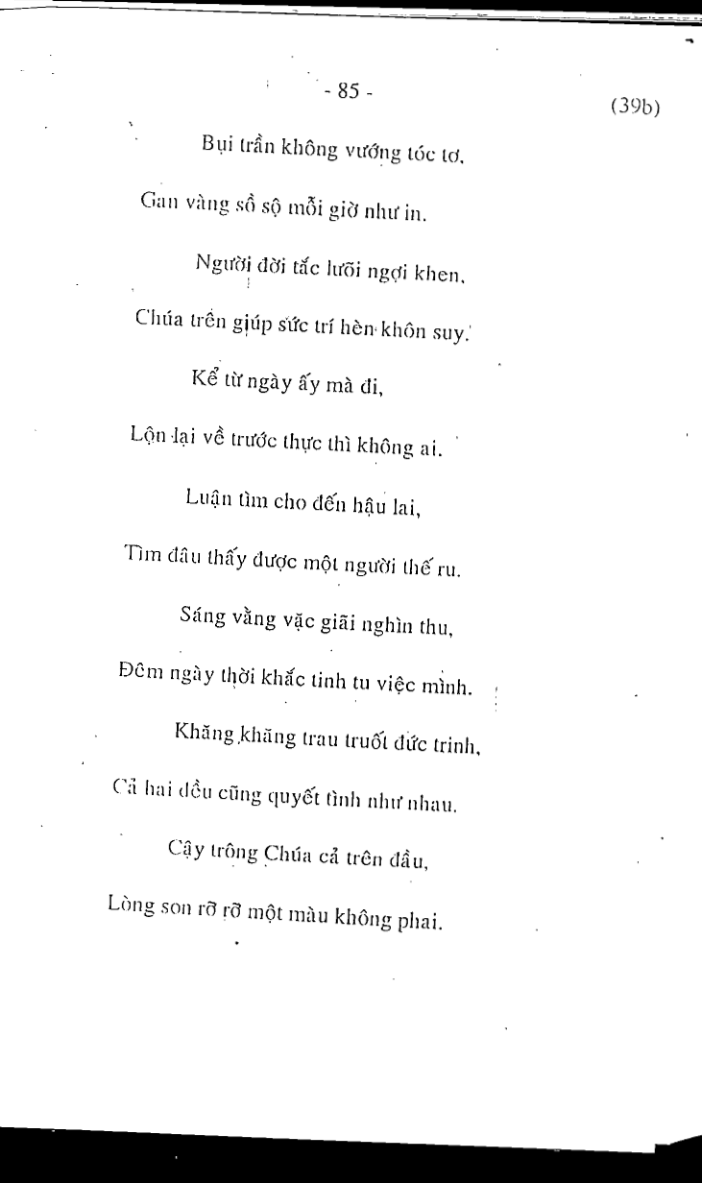 - 85 -
(39b)
Bụi trần không vướng tóc tơ,
Gan vàng sồ sộ mỗi giờ như in.
Người đời tắc lưỡi ngợi khen,
Chúa trên giúp sức trí hèn khôn suy.
Kể từ ngày ấy mà đi,
Lộn lại về trước thực thì không ai.
Luận tìm cho đến hậu lai,
Tìm đâu thấy được một người thế ru.
Sáng vằng vặc giãi nghìn thu,
Đêm ngày thời khắc tinh tu việc mình.
Khăng khăng trau truốt đức trinh,
Cả hai đều cũng quyết tình như nhau.
Cậy trông Chúa cả trên đầu,
Lòng son rỡ rỡ một màu không phai.